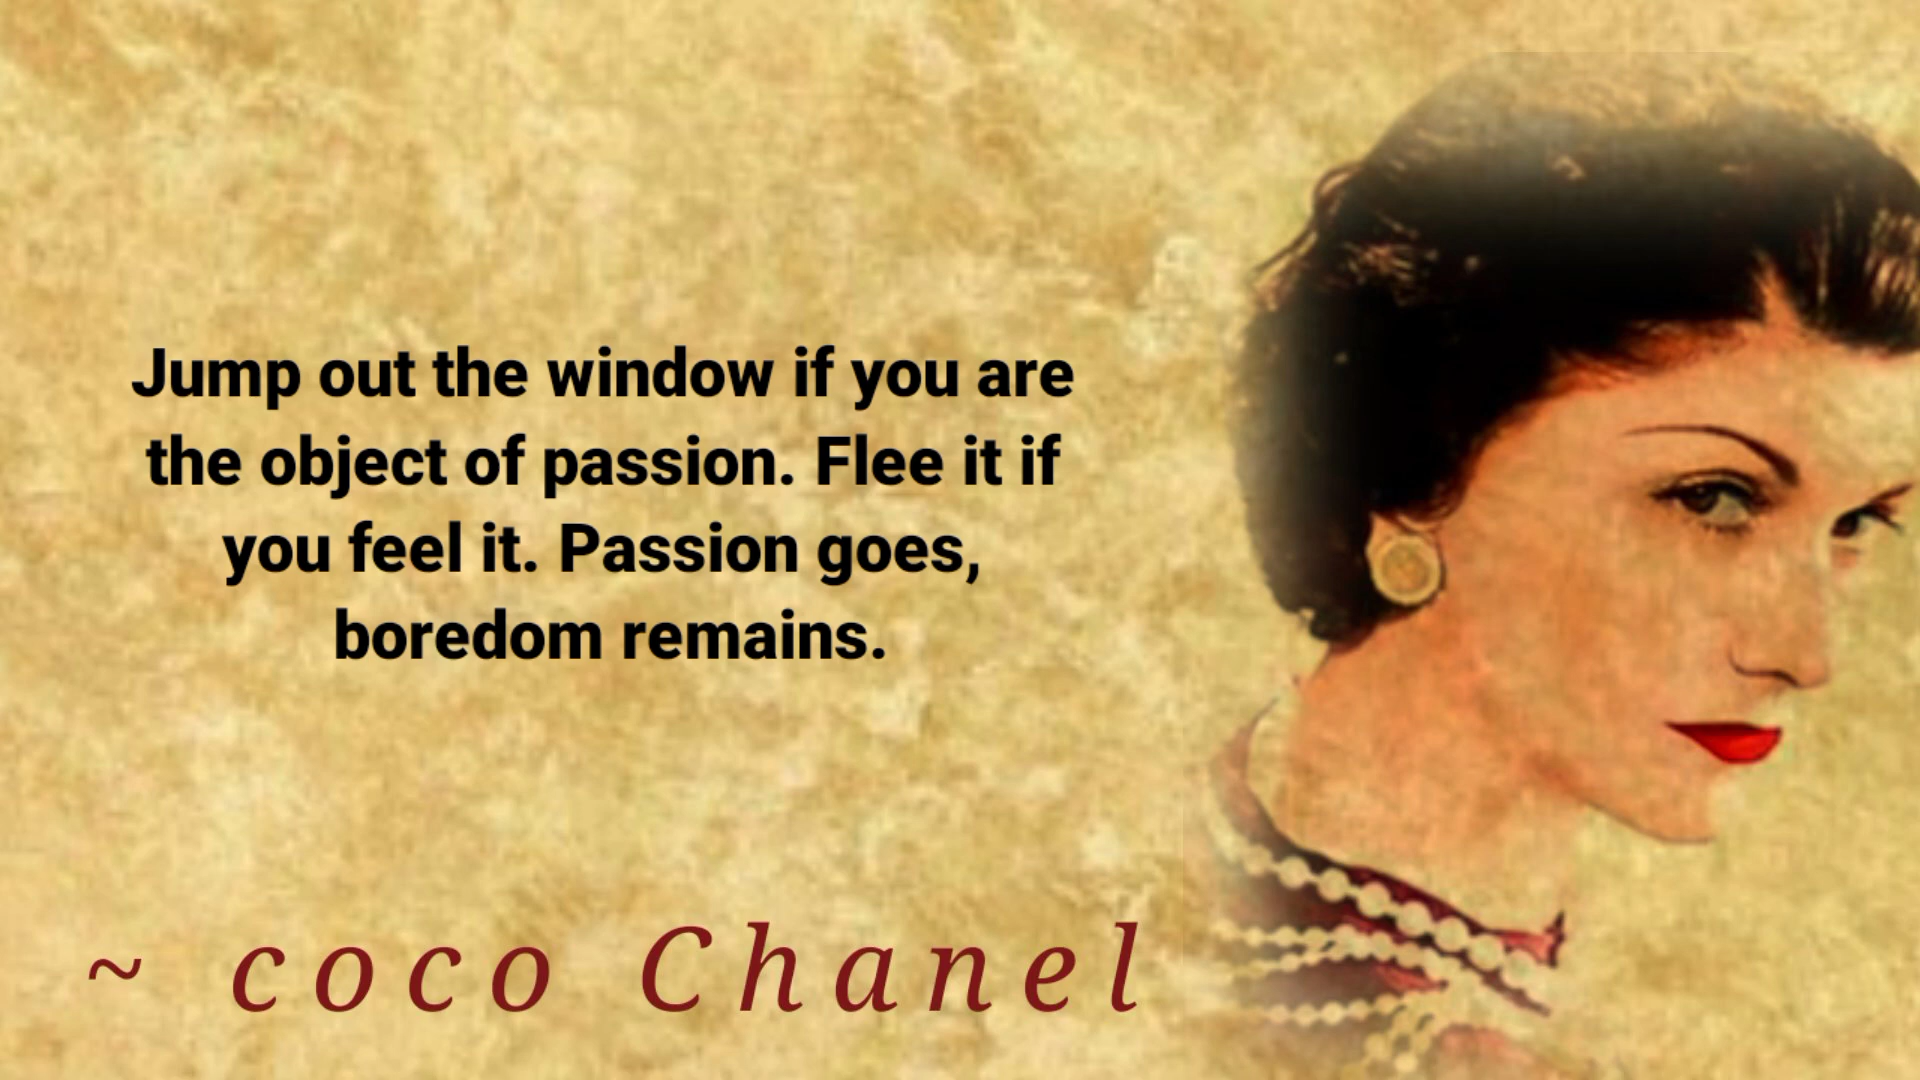 Jump out the window if you are
the object of passion. Flee it if
you feel it. Passion goes,
boredom remains.
~ coco Chanel